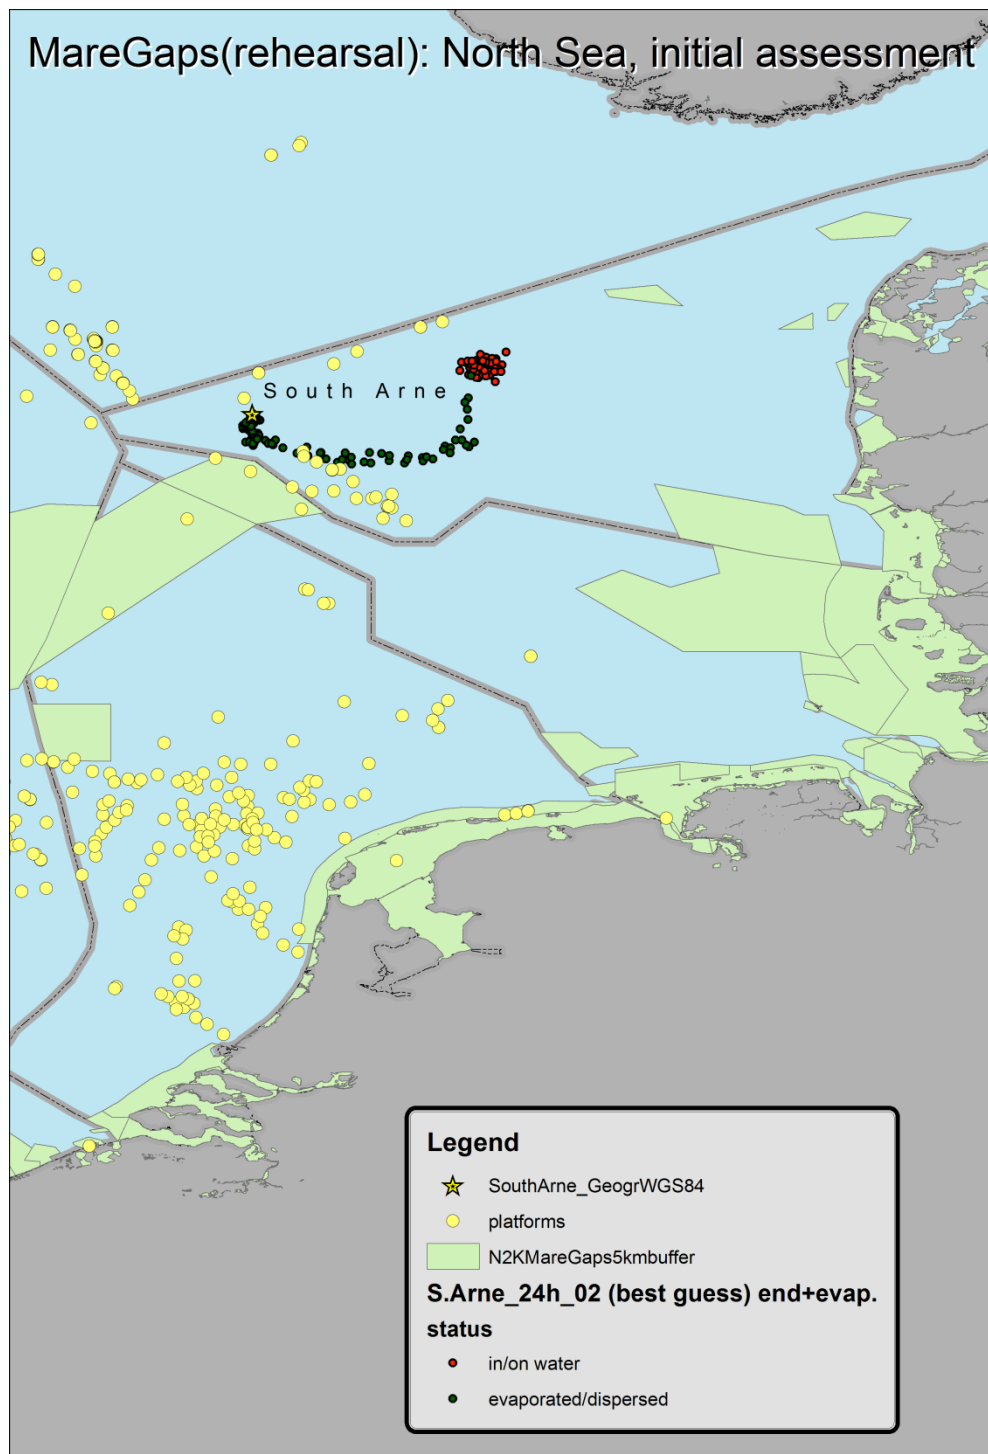 MareGaps(rehearsal): North Sea, initial assessment
South Arne
Legend
SouthArne_GeogrWGS84
platforms
N2KMareGaps5kmbuffer
S.Arne_24h_02 (best guess) end+evap.
status
in/on water
evaporated/dispersed